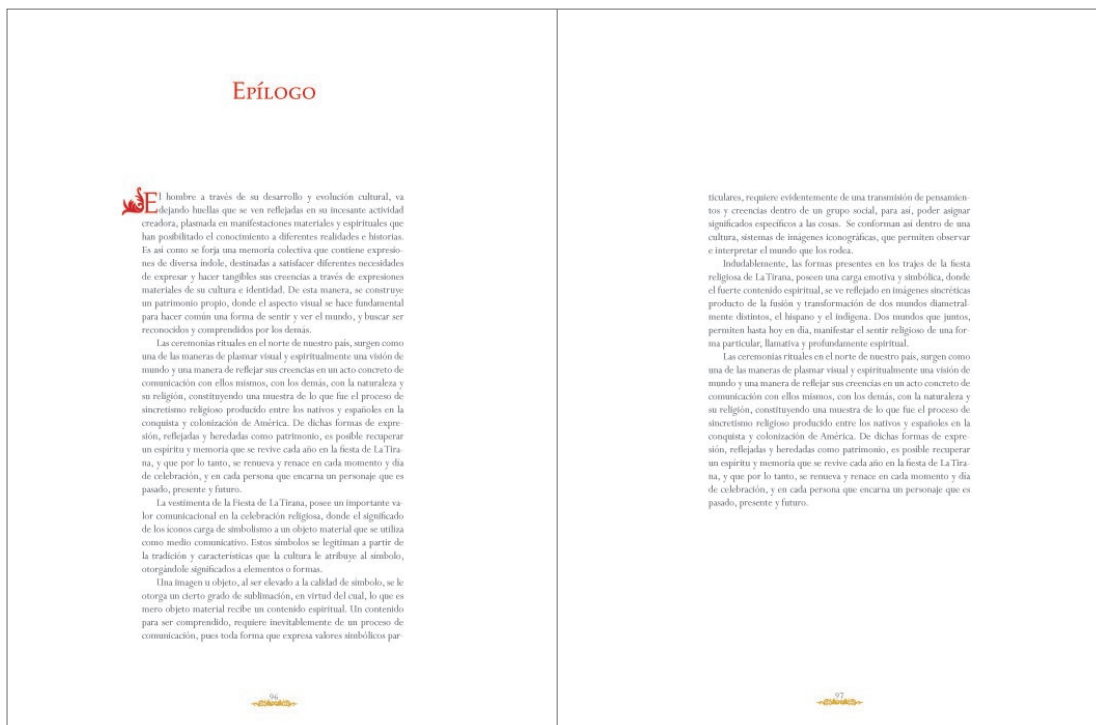 EPÍLOGO
El hombre a través de su desarrollo y evolución cultural, va
dejando huellas que se ven reflejadas en su incesante actividad
creadora, plasmada en manifestaciones materiales y espirituales que
han posibilitado el conocimiento a diferentes realidades e historias.
Es así como se forja una memoria colectiva que contiene expresio-
nes de diversa índole, destinadas a satisfacer diferentes necesidades
de expresar y hacer tangibles sus creencias a través de expresiones
materiales de su cultura e identidad. De esta manera, se construye
un patrimonio propio, donde el aspecto visual se hace fundamental
para hacer común una forma de sentir y ver el mundo, y buscar ser
reconocidos y comprendidos por los demás.
Las ceremonias rituales en el norte de nuestro país, surgen como
una de las maneras de plasmar visual y espiritualmente una visión de
mundo y una manera de reflejar sus creencias en un acto concreto de
comunicación con ellos mismos, con los demás, con la naturaleza y
su religión, constituyendo una muestra de lo que fue el proceso de
sincretismo religioso producido entre los nativos y españoles en la
conquista y colonización de América. De dichas formas de expre-
sión, reflejadas y heredadas como patrimonio, es posible recuperar
un espíritu y memoria que se revive cada año en la fiesta de La Tira-
na, y que por lo tanto, se renueva y renace en cada momento y día
de celebración, y en cada persona que encarna un personaje que es
pasado, presente y futuro.
La vestimenta de la Fiesta de La Tirana, posee un importante va-
lor comunicacional en la celebración religiosa, donde el significado
de los íconos carga de simbolismo a un objeto material que se utiliza
como medio comunicativo. Estos símbolos se legitiman a partir de
la tradición y características que la cultura le atribuye al símbolo,
otorgándole significados a elementos o formas.
Una imagen u objeto, al ser elevado a la calidad de símbolo, se le
otorga un cierto grado de sublimación, en virtud del cual, lo que es
mero objeto material recibe un contenido espiritual. Un contenido
para ser comprendido, requiere inevitablemente de un proceso de
comunicación, pues toda forma que expresa valores simbólicos par-
96
ticulares, requiere evidentemente de una transmisión de pensamien-
tos y creencias dentro de un grupo social, para así, poder asignar
significados específicos a las cosas. Se conforman así dentro de una
cultura, sistemas de imágenes iconográficas, que permiten observar
e interpretar el mundo que los rodea.
Indudablemente, las formas presentes en los trajes de la fiesta
religiosa de La Tirana, poseen una carga emotiva y simbólica, donde
el fuerte contenido espiritual, se ve reflejado en imágenes sincréticas
producto de la fusión y transformación de dos mundos diametral-
mente distintos, el hispano y el indígena. Dos mundos que juntos,
permiten hasta hoy en día, manifestar el sentir religioso de una for-
ma particular, llamativa y profundamente espiritual.
Las ceremonias rituales en el norte de nuestro país, surgen como
una de las maneras de plasmar visual y espiritualmente una visión de
mundo y una manera de reflejar sus creencias en un acto concreto de
comunicación con ellos mismos, con los demás, con la naturaleza y
su religión, constituyendo una muestra de lo que fue el proceso de
sincretismo religioso producido entre los nativos y españoles en la
conquista y colonización de América. De dichas formas de expre-
sión, reflejadas y heredadas como patrimonio, es posible recuperar
un espíritu y memoria que se revive cada año en la fiesta de La Tira-
na, y que por lo tanto, se renueva y renace en cada momento y día
de celebración, y en cada persona que encarna un personaje que es
pasado, presente y futuro.
97